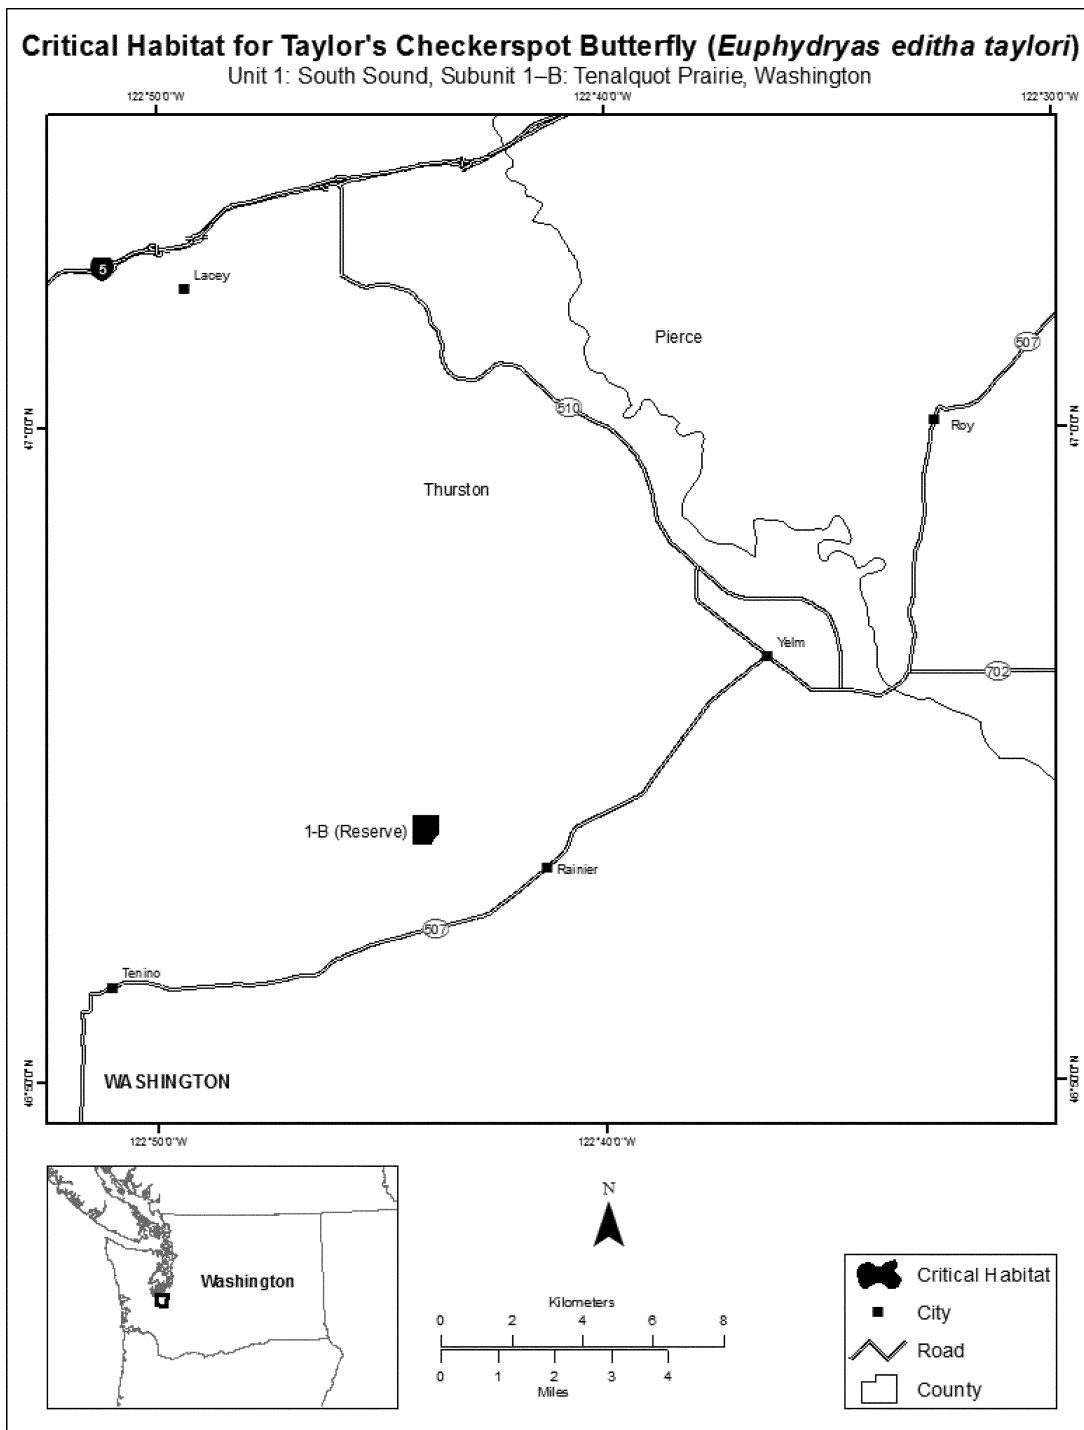 Critical Habitat for Taylor's Checkerspot Butterfly (Euphydryas editha taylori)
Unit 1: South Sound, Subunit 1–B: Tenalquot Prairie, Washington
122°50'0"W
122°40'0"W
122°30'0"W
5
Lacey
Pierce
507
510
Roy
47°0'0"N
47°0'0"N
Thurston
Yelm
702
1-B (Reserve)
Rainier
507
Tenino
WASHINGTON
46°50'0"N
46°50'0"N
122°50'0"W
122°40'0"W
Washington
N
Kilometers
0 2 4 6 8
0 1 2 3 4
Miles
Critical Habitat
City
Road
County